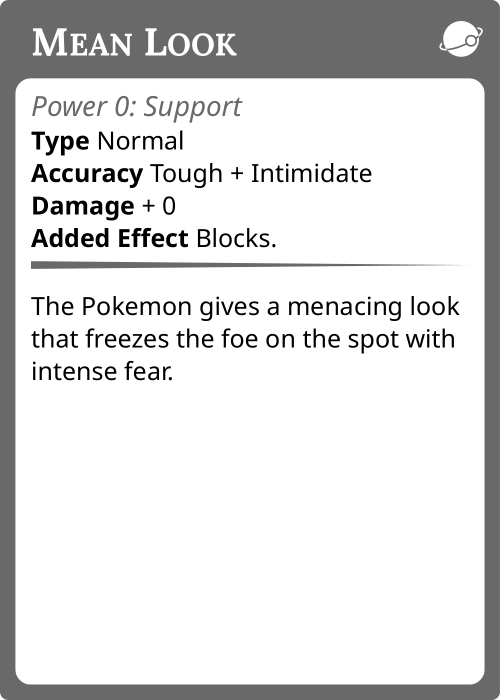 Mean Look
Power 0: Support
Type Normal
Accuracy Tough + Intimidate
Damage + 0
Added Effect Blocks.
The Pokemon gives a menacing look
that freezes the foe on the spot with
intense fear.